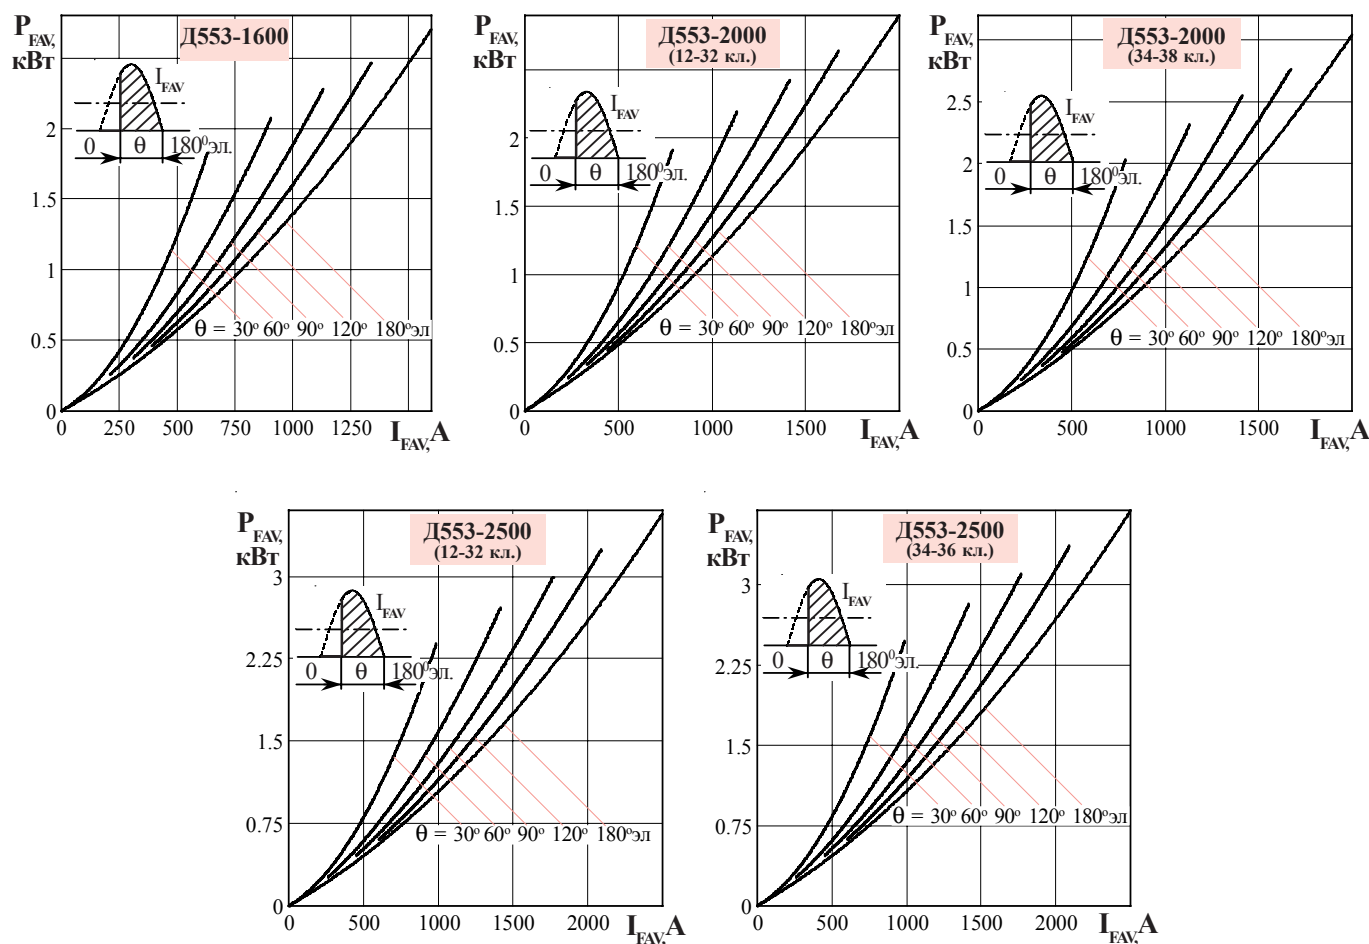 P_FAV,
кВт
Д553-1600
I_FAV
0 θ 180⁰эл.
2
1.5
1
0.5
0
θ = 30° 60° 90° 120° 180°эл
0 250 500 750 1000 1250 I_FAV,А
P_FAV,
кВт
Д553-2000
(12-32 кл.)
I_FAV
0 θ 180⁰эл.
2
1.5
1
0.5
0
θ = 30° 60° 90° 120° 180°эл
0 500 1000 1500 I_FAV,А
P_FAV,
кВт
Д553-2000
(34-38 кл.)
2.5
I_FAV
0 θ 180⁰эл.
2
1.5
1
0.5
0
θ = 30° 60° 90° 120° 180°эл
0 500 1000 1500 I_FAV,А
P_FAV,
кВт
Д553-2500
(12-32 кл.)
3
I_FAV
0 θ 180⁰эл.
2.25
1.5
0.75
0
θ = 30° 60° 90° 120° 180°эл
0 500 1000 1500 2000 I_FAV,А
P_FAV,
кВт
Д553-2500
(34-36 кл.)
3
I_FAV
0 θ 180⁰эл.
2.25
1.5
0.75
0
θ = 30° 60° 90° 120° 180°эл
0 500 1000 1500 2000 I_FAV,А